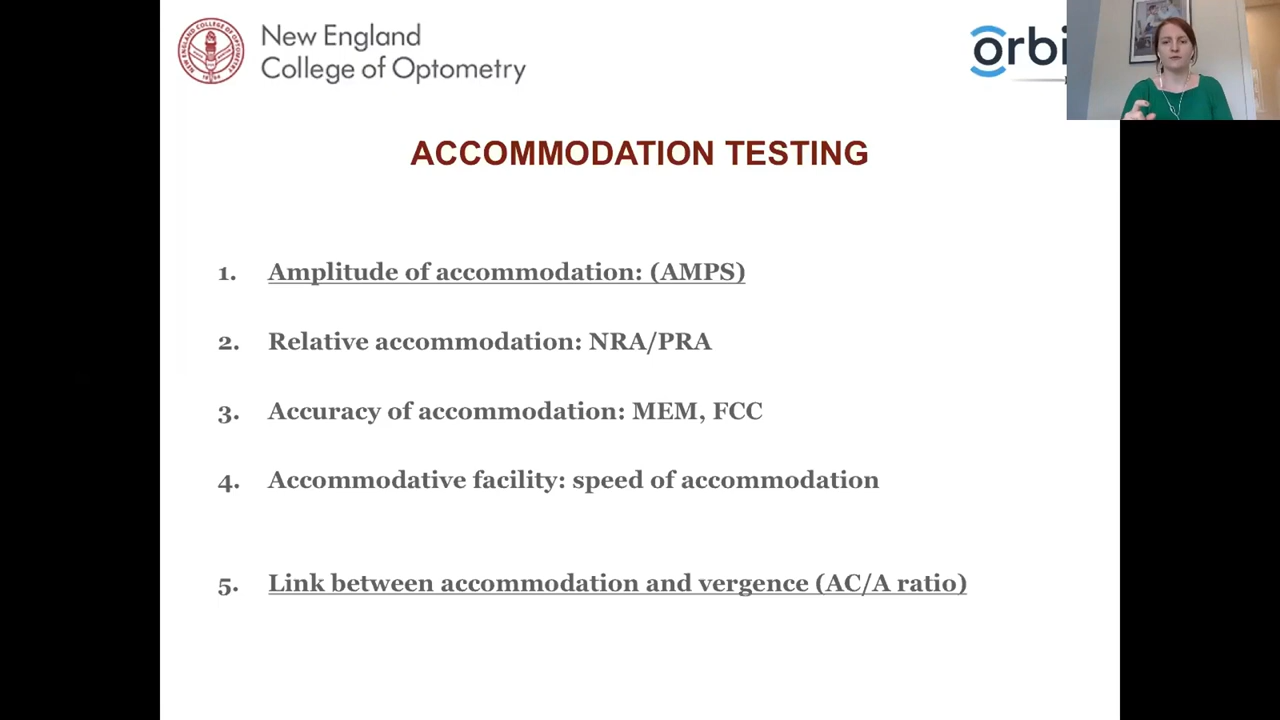 New England
College of Optometry
ACCOMMODATION TESTING
1. Amplitude of accommodation: (AMPS)
2. Relative accommodation: NRA/PRA
3. Accuracy of accommodation: MEM, FCC
4. Accommodative facility: speed of accommodation
5. Link between accommodation and vergence (AC/A ratio)